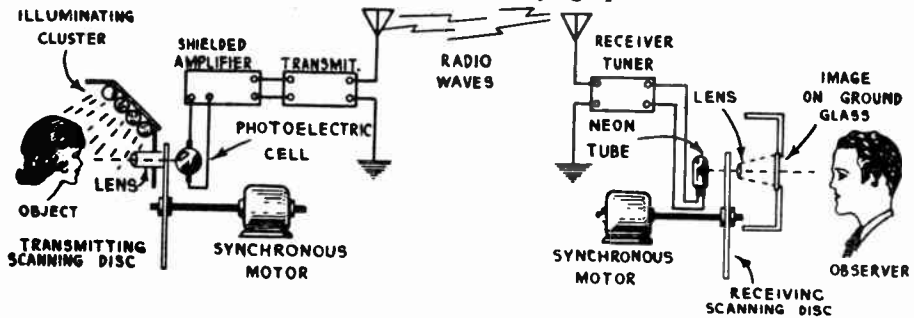 ILLUMINATING
CLUSTER
SHIELDED
AMPLIFIER
TRANSMIT.
RADIO
WAVES
RECEIVER
TUNER
LENS
IMAGE
ON GROUND
GLASS
PHOTOELECTRIC
CELL
NEON
TUBE
LENS
OBJECT
TRANSMITTING
SCANNING DISC
SYNCHRONOUS
MOTOR
SYNCHRONOUS
MOTOR
OBSERVER
RECEIVING
SCANNING DISC